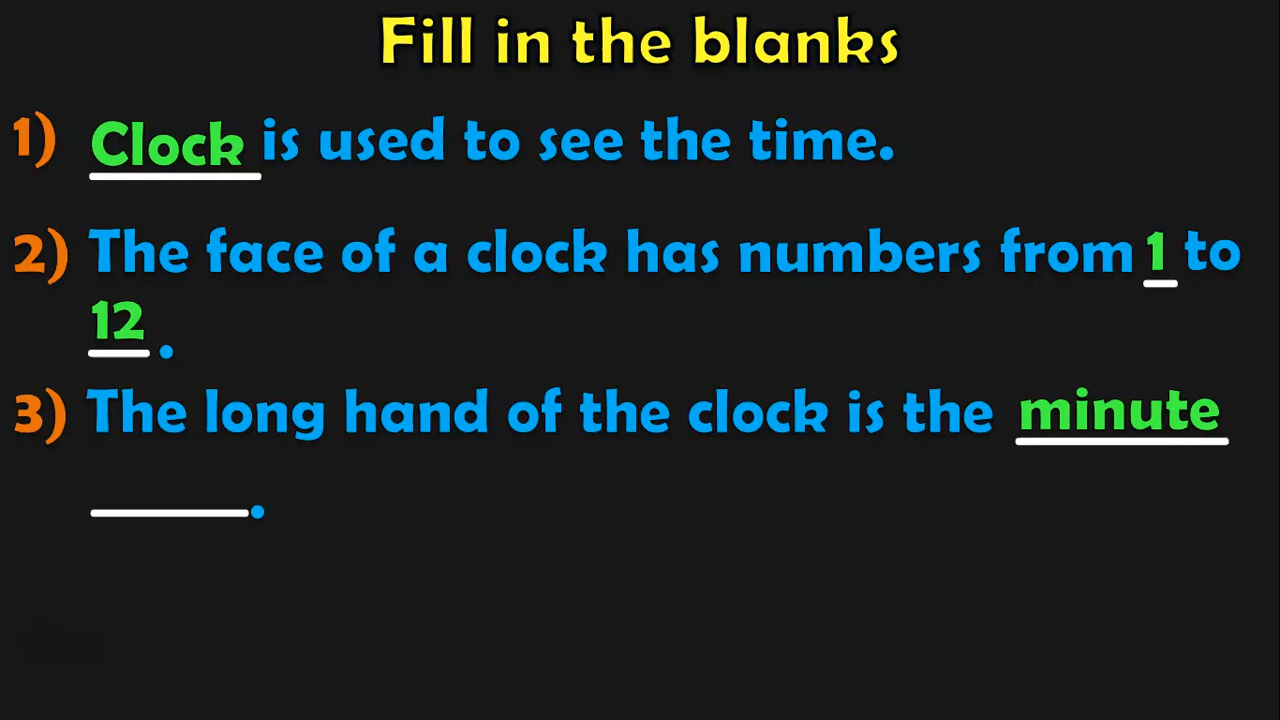 Fill in the blanks
1) Clock is used to see the time.
2) The face of a clock has numbers from 1 to
12.
3) The long hand of the clock is the minute
______.